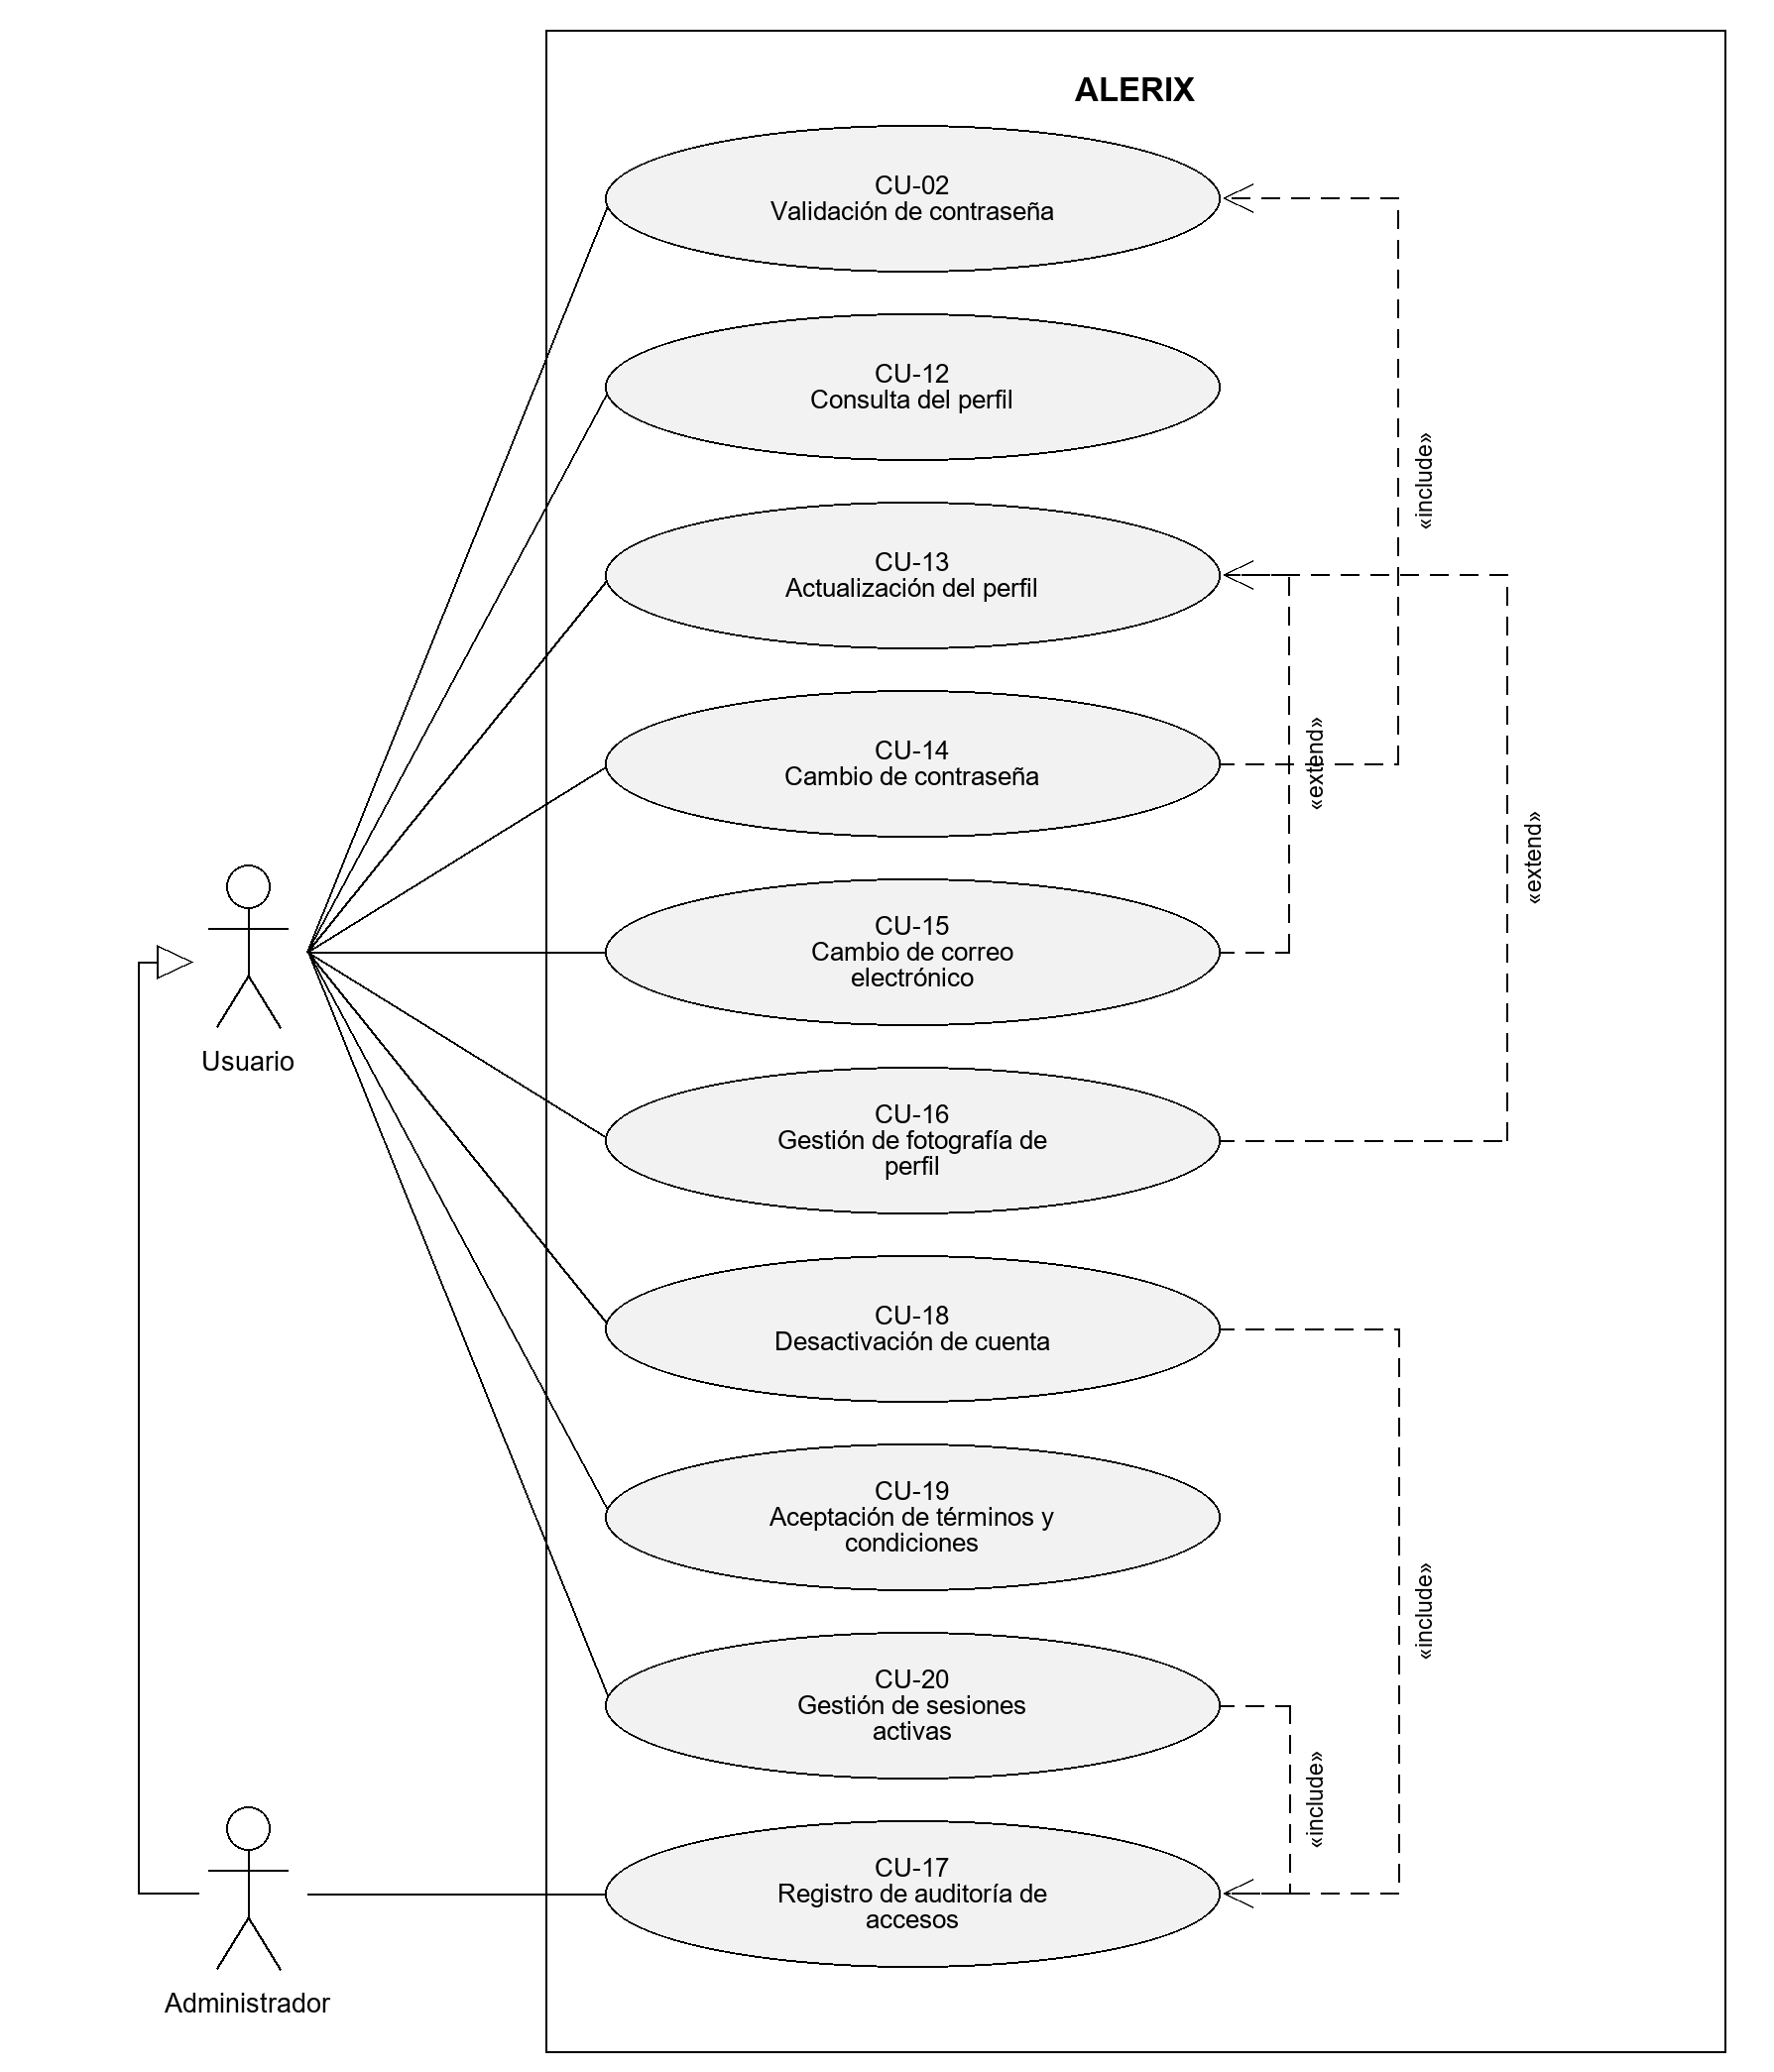 ALERIX
CU-02
Validación de contraseña
CU-12
Consulta del perfil
«include»
CU-13
Actualización del perfil
CU-14
Cambio de contraseña
«extend»
«extend»
CU-15
Cambio de correo
electrónico
Usuario
CU-16
Gestión de fotografía de
perfil
CU-18
Desactivación de cuenta
CU-19
Aceptación de términos y
condiciones
«include»
CU-20
Gestión de sesiones
activas
«include»
CU-17
Registro de auditoría de
accesos
Administrador